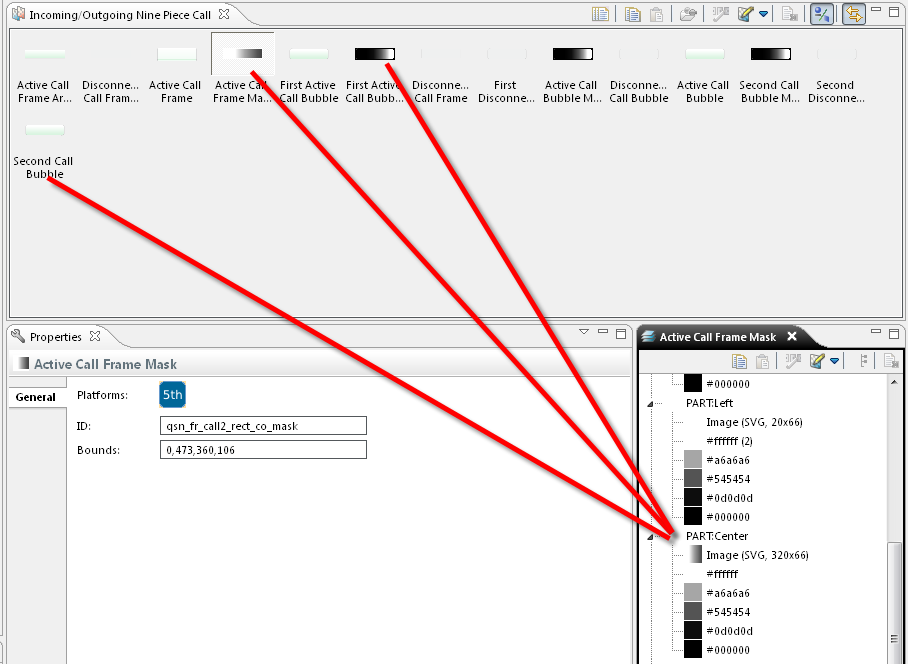 Incoming/Outgoing Nine Piece Call
Active Call Frame Ar...
Disconne... Call Fram...
Active Call Frame
Active Call Frame Ma...
First Active Call Bubble
First Active Call Bubb...
Disconne... Call Frame
First Disconne...
Active Call Bubble M...
Disconne... Call Bubble
Active Call Bubble
Second Call Bubble M...
Second Disconne...
Second Call Bubble
Properties
Active Call Frame Mask
General
Platforms: 5th
ID: qsn_fr_call2_rect_co_mask
Bounds: 0,473,360,106
Active Call Frame Mask
#000000
PART:Left
Image (SVG, 20x66)
#ffffff (2)
#a6a6a6
#545454
#0d0d0d
#000000
PART:Center
Image (SVG, 320x66)
#ffffff
#a6a6a6
#545454
#0d0d0d
#000000